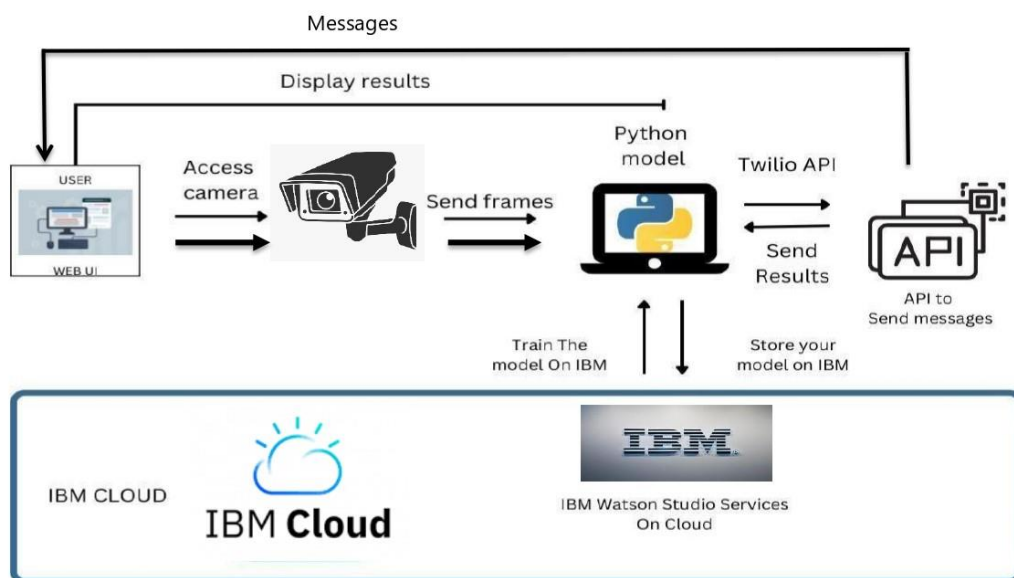 Messages
Display results
USER
WEB UI
Access
camera
Send frames
Python
model
Twilio API
Send
Results
API
API to
Send messages
Train The
model On IBM
Store your
model on IBM
IBM CLOUD
IBM Cloud
IBM
IBM Watson Studio Services
On Cloud